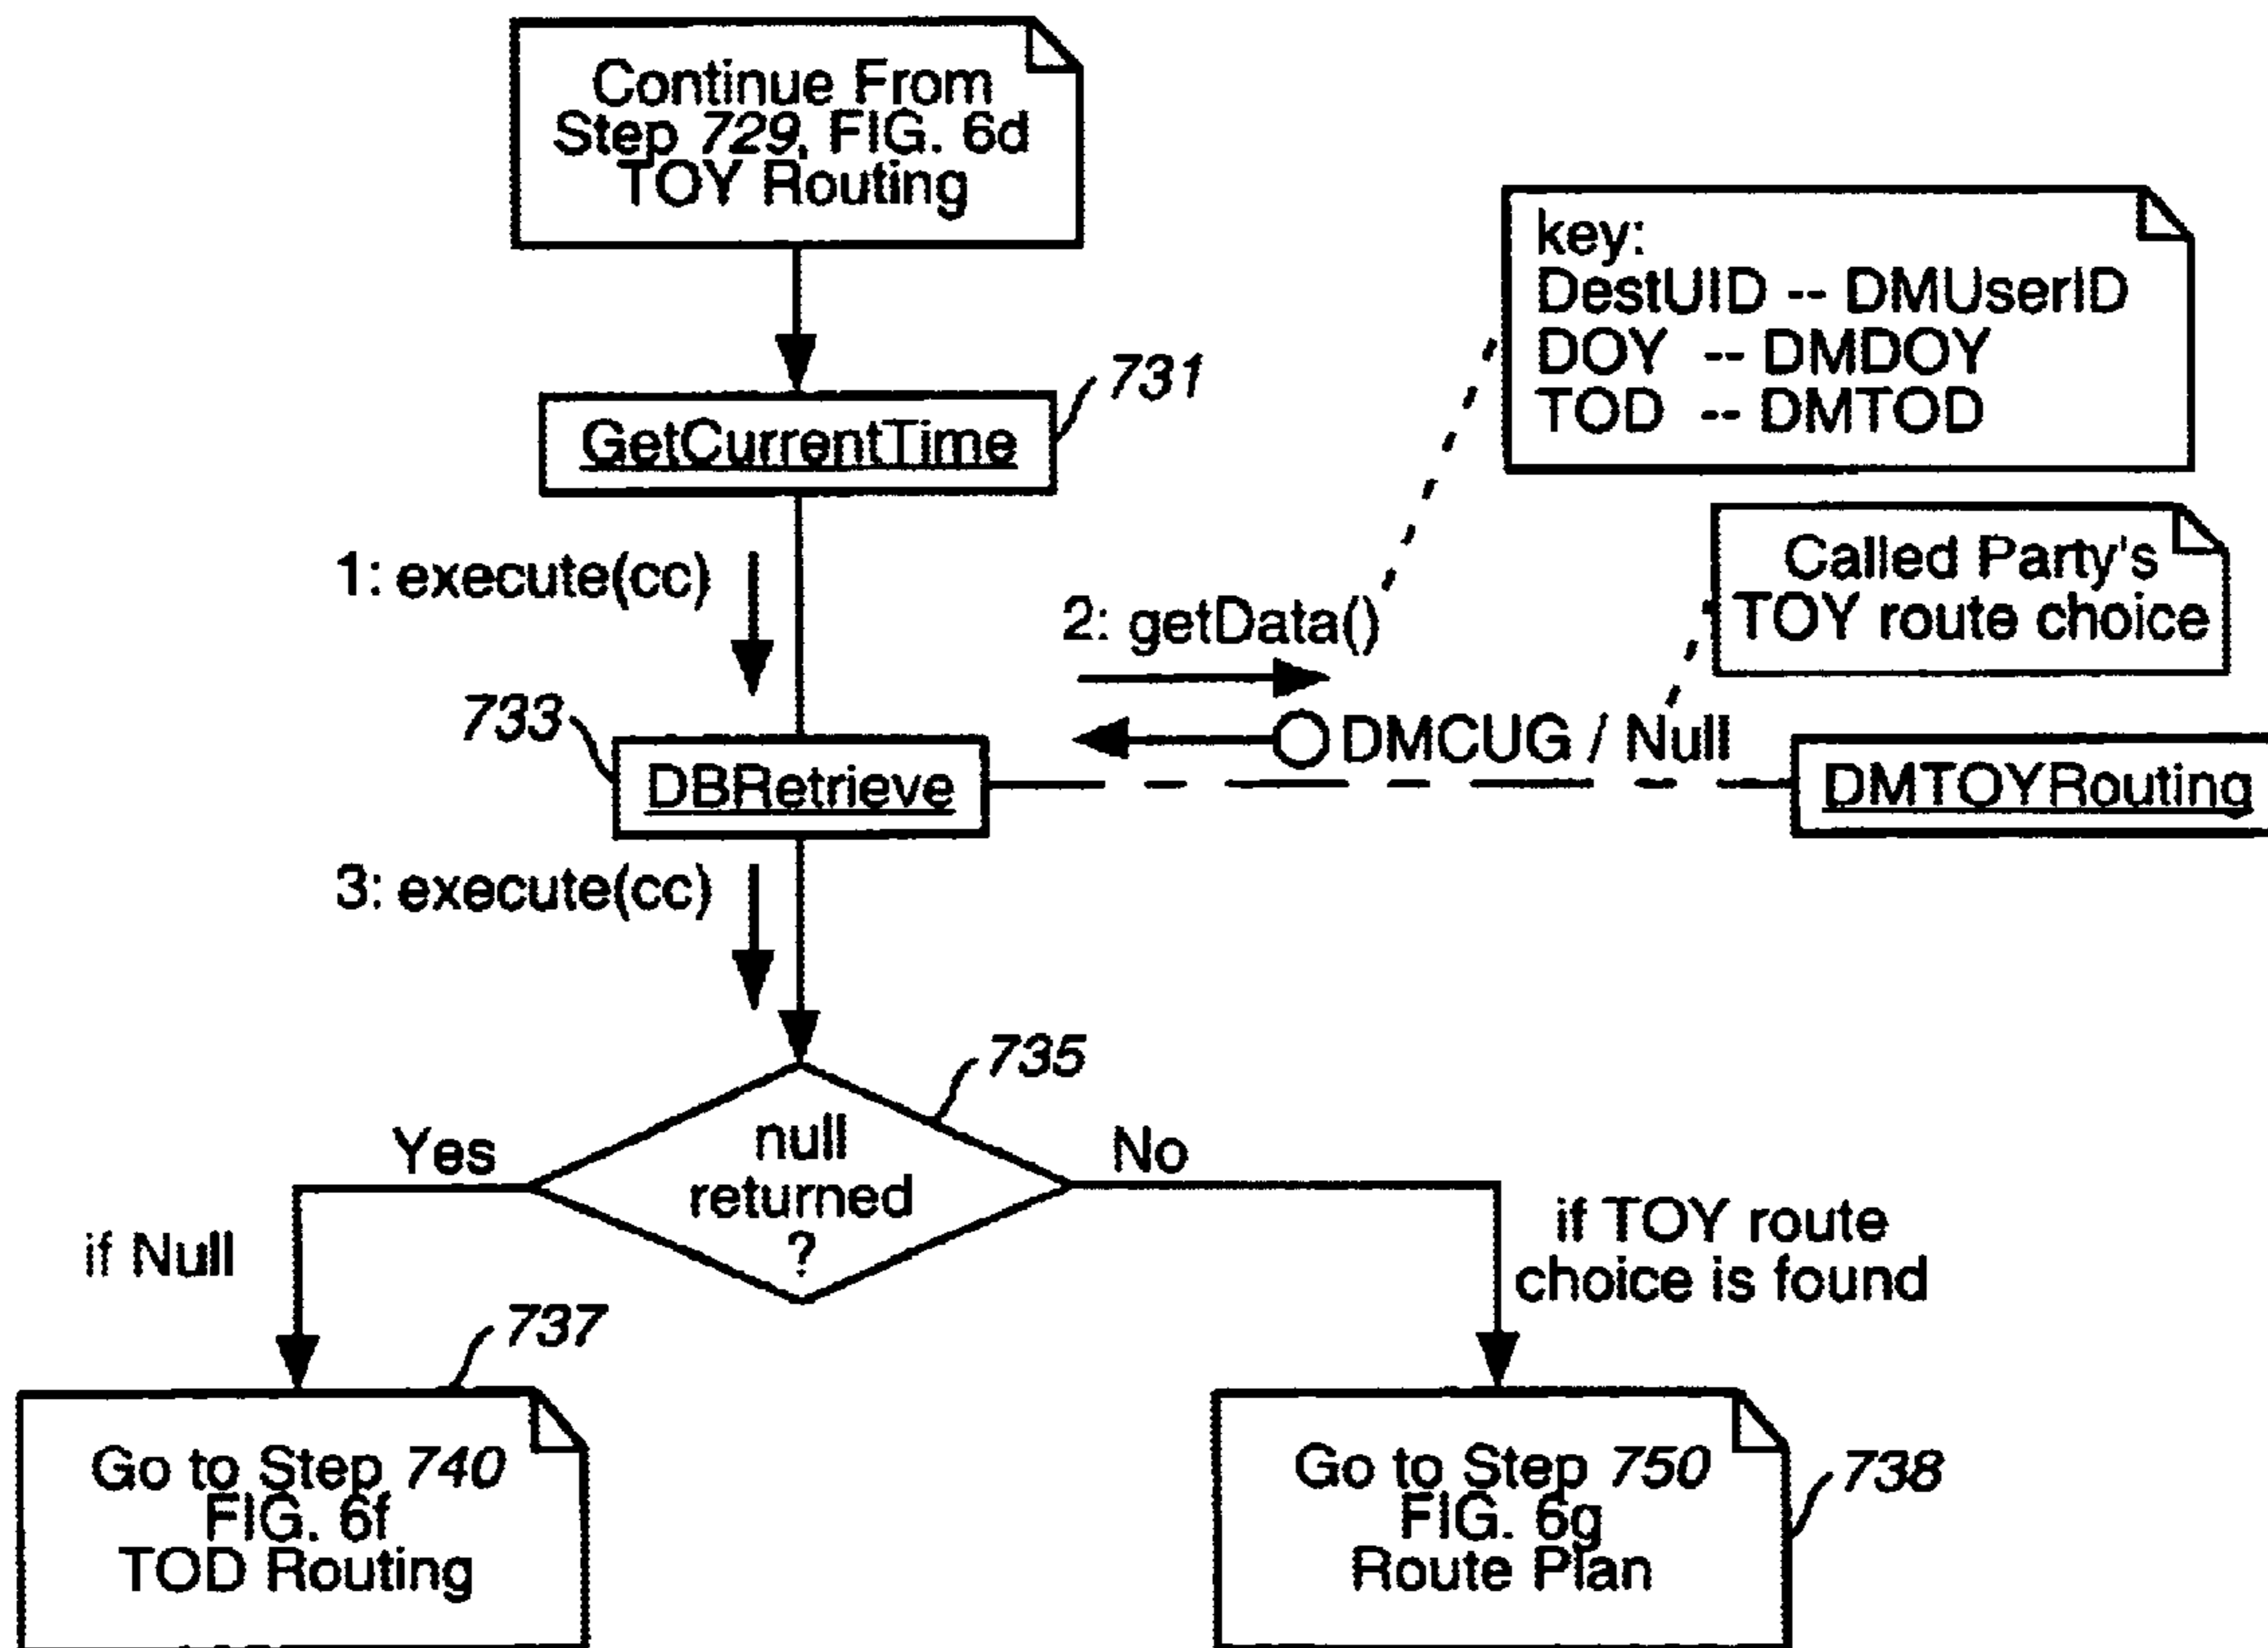 Continue From
Step 729, FIG. 6d
TOY Routing
key:
DestUID -- DMUserID
DOY -- DMDOY
TOD -- DMTOD
731
GetCurrentTime
Called Party's
TOY route choice
1: execute(cc)
2: getData()
733
DMCUG / Null
DBRetrieve
DMTOYRouting
3: execute(cc)
735
Yes
null
returned
?
No
if Null
if TOY route
choice is found
737
Go to Step 740
FIG. 6f
TOD Routing
Go to Step 750
FIG. 6g
Route Plan
738